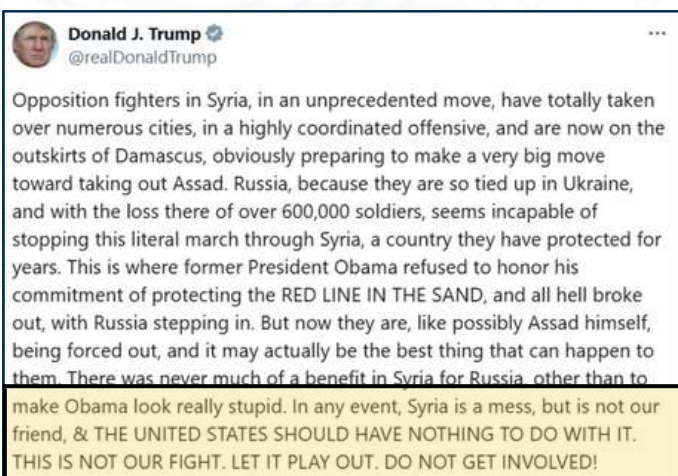 Donald J. Trump
@realDonaldTrump
Opposition fighters in Syria, in an unprecedented move, have totally taken
over numerous cities, in a highly coordinated offensive, and are now on the
outskirts of Damascus, obviously preparing to make a very big move
toward taking out Assad. Russia, because they are so tied up in Ukraine,
and with the loss there of over 600,000 soldiers, seems incapable of
stopping this literal march through Syria, a country they have protected for
years. This is where former President Obama refused to honor his
commitment of protecting the RED LINE IN THE SAND, and all hell broke
out, with Russia stepping in. But now they are, like possibly Assad himself,
being forced out, and it may actually be the best thing that can happen to
them. There was never much of a benefit in Syria for Russia, other than to
make Obama look really stupid. In any event, Syria is a mess, but is not our
friend, & THE UNITED STATES SHOULD HAVE NOTHING TO DO WITH IT.
THIS IS NOT OUR FIGHT. LET IT PLAY OUT. DO NOT GET INVOLVED!